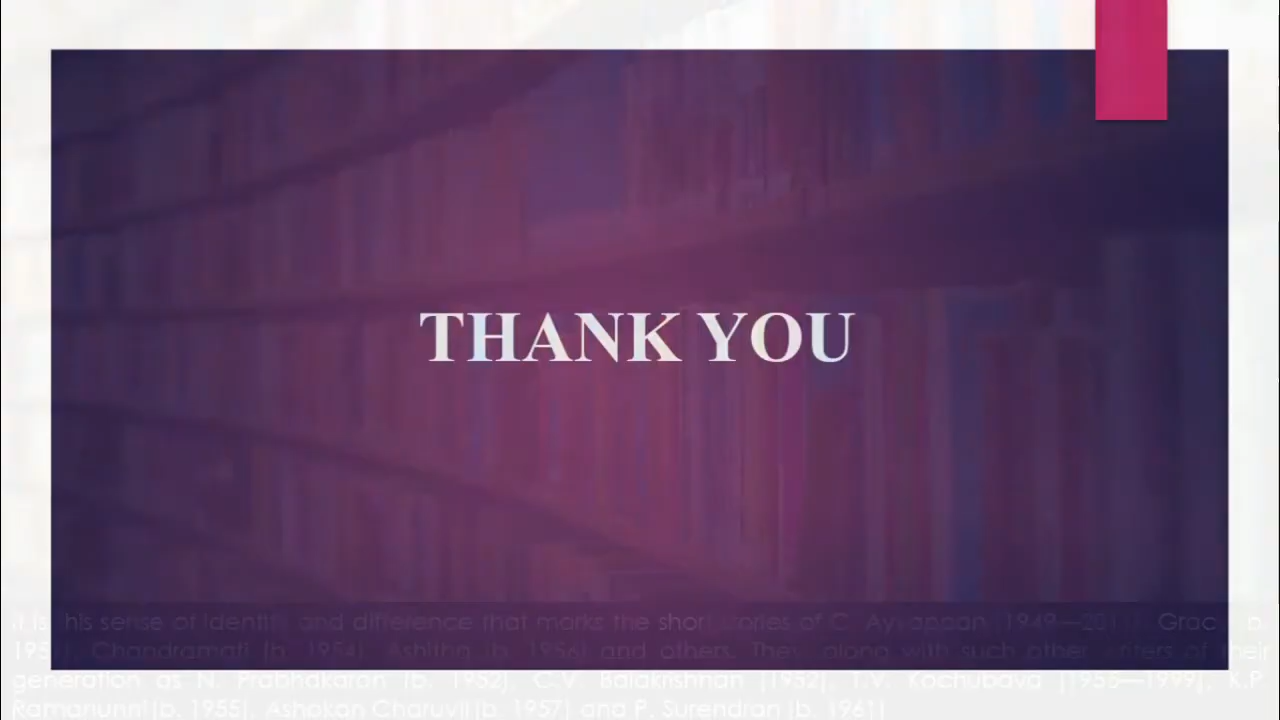 THANK YOU
it is his sense of identity and difference that marks the short stories of C. Ayyappan (1949—201 Grac b.
195 Chandramati (b. 1954), Ashitha (b. 1956) and others. They along with such other writers of their
generation as N. Prabhakaran (b. 1952), C.V. Balakrishnan (1952), T.V. Kochubava (1955—1999), K.P
Ramanunni (b. 1955), Ashokan Charuvil (b. 1957) and P. Surendran (b. 1961)